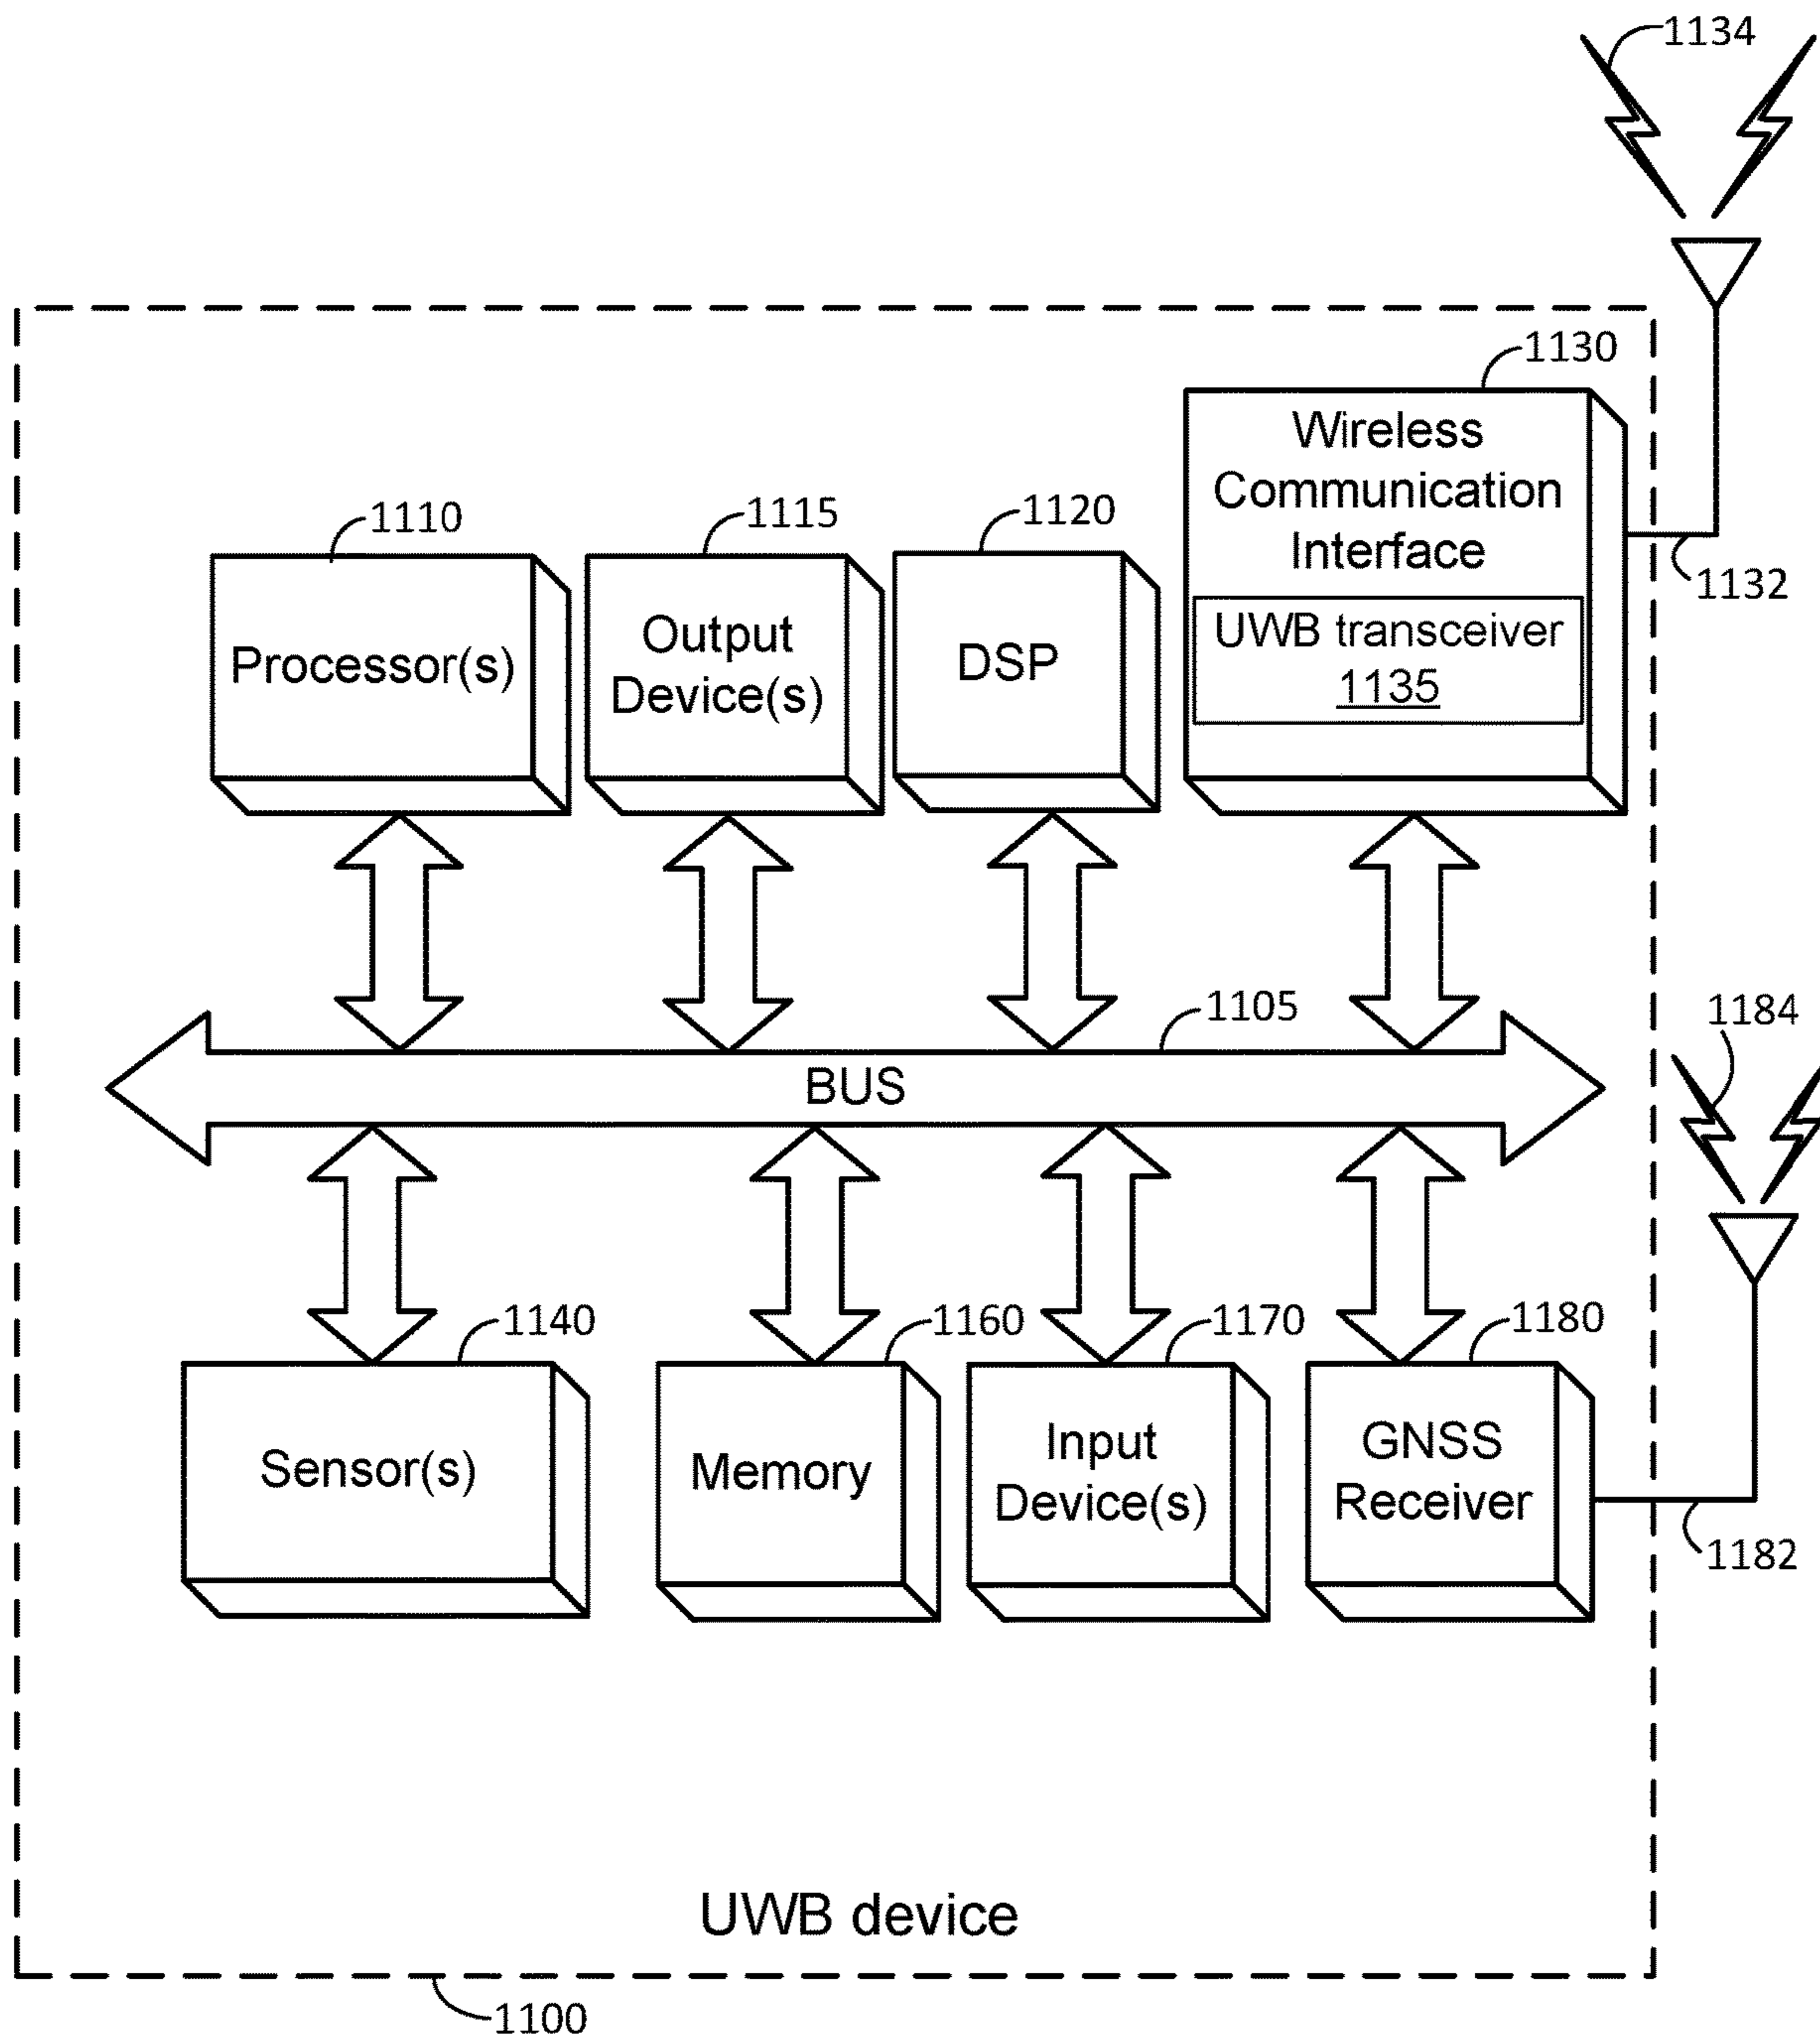 1134
1130
Wireless
Communication
Interface
UWB transceiver
1135
1132
1110
Processor(s)
1115
Output
Device(s)
1120
DSP
1105
BUS
1184
1140
Sensor(s)
1160
Memory
1170
Input
Device(s)
1180
GNSS
Receiver
1182
UWB device
1100